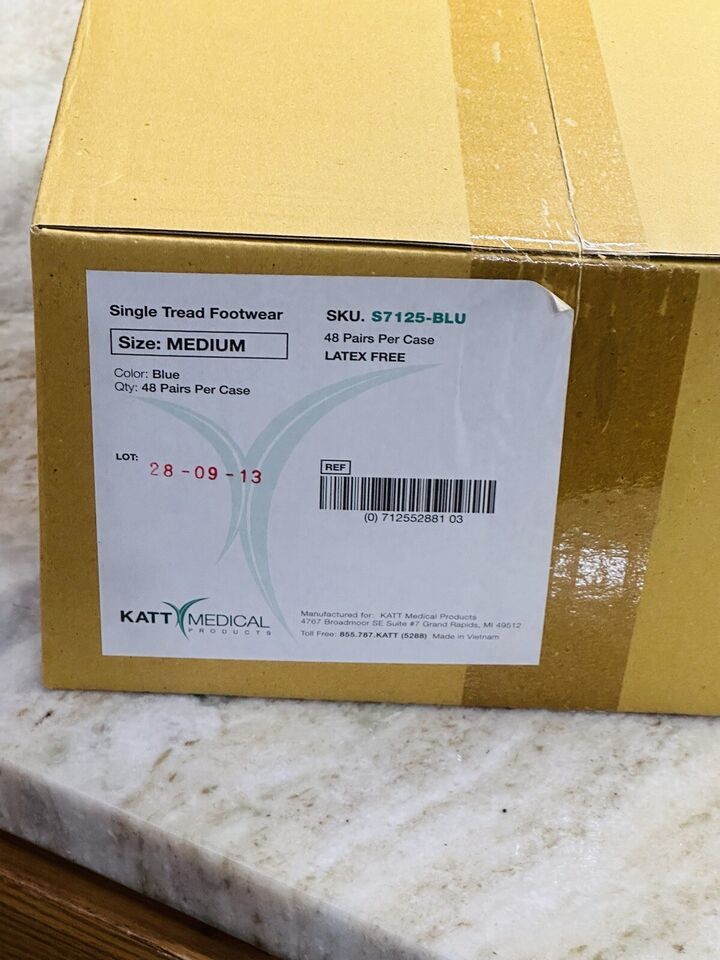 Single Tread Footwear
Size: MEDIUM
Color: Blue
Qty: 48 Pairs Per Case
SKU. S7125-BLU
48 Pairs Per Case
LATEX FREE
LOT: 28-09-13
REF
(0) 712552881 03
KATT MEDICAL
PRODUCTS
Manufactured for: KATT Medical Products
4767 Broadmoor SE Suite #7 Grand Rapids, MI 49512
Toll Free: 855.787.KATT (5288) Made in Vietnam